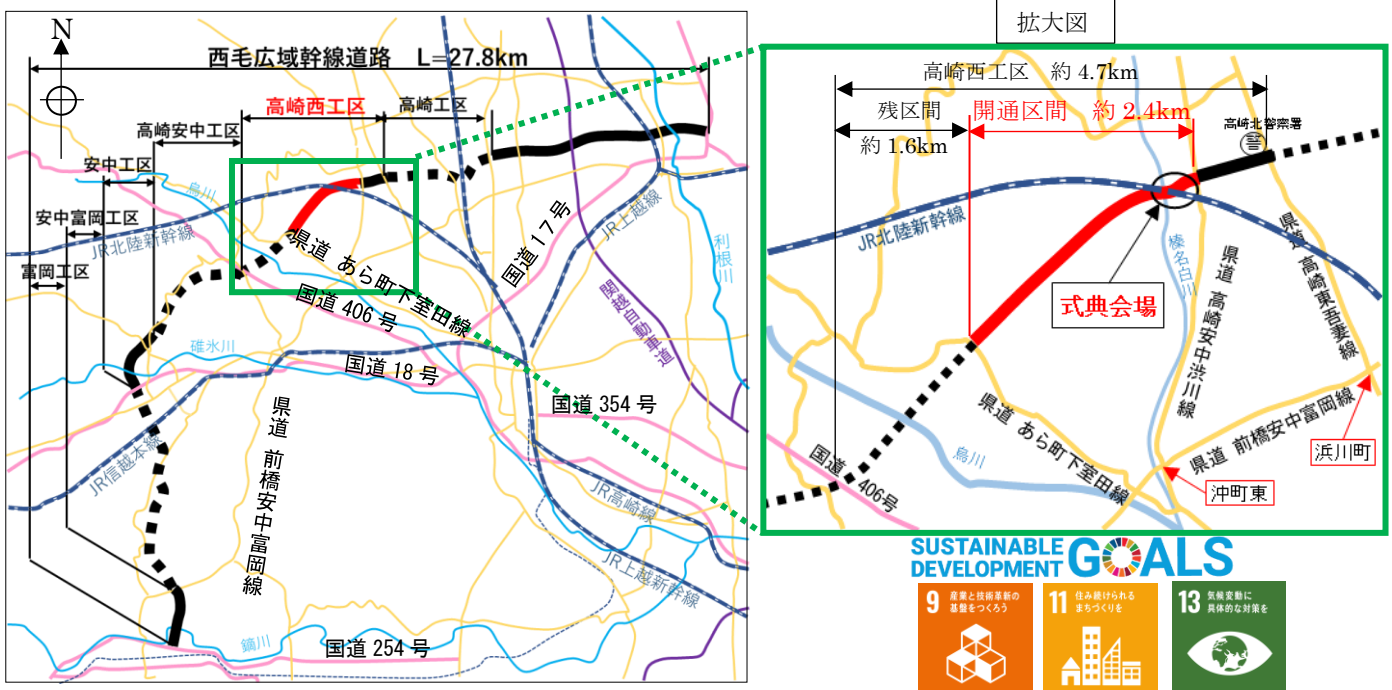 N
西毛広域幹線道路 L=27.8km
高崎西工区
高崎工区
高崎安中工区
安中工区
安中富岡工区
富岡工区
烏川
JR北陸新幹線
県道 あら町下室田線
国道 406 号
国道17号
JR上越線
利根川
関越自動車道
碓氷川
国道 18 号
国道 354 号
JR信越本線
県道 前橋安中富岡線
JR高崎線
JR上越新幹線
鏑川
国道 254 号
拡大図
高崎西工区 約 4.7km
残区間
約 1.6km
開通区間 約 2.4km
高崎北警察署
JR北陸新幹線
榛名白川
式典会場
県道 高崎安中渋川線
県道 高崎東吾妻線
県道 あら町下室田線
県道 前橋安中富岡線
烏川
国道 406号
浜川町
沖町東
SUSTAINABLE
DEVELOPMENT
GOALS
9 産業と技術革新の
基盤をつくろう
11 住み続けられる
まちづくりを
13 気候変動に
具体的な対策を